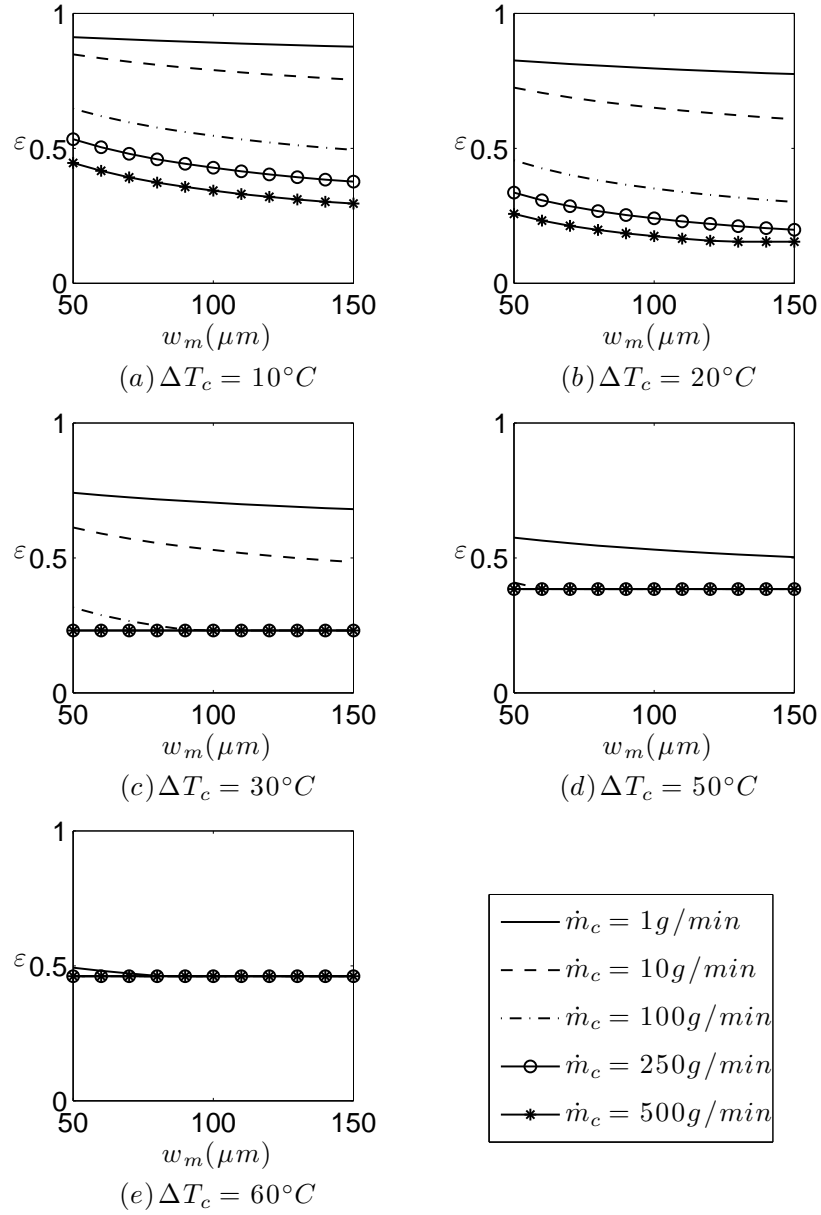 1
ε
0.5
0
50 100 150
w_m(μm)
(a)ΔT_c = 10°C
1
ε
0.5
0
50 100 150
w_m(μm)
(b)ΔT_c = 20°C
1
ε
0.5
0
50 100 150
w_m(μm)
(c)ΔT_c = 30°C
1
ε
0.5
0
50 100 150
w_m(μm)
(d)ΔT_c = 50°C
1
ε
0.5
0
50 100 150
w_m(μm)
(e)ΔT_c = 60°C
ṁ_c = 1g/min
ṁ_c = 10g/min
ṁ_c = 100g/min
ṁ_c = 250g/min
ṁ_c = 500g/min